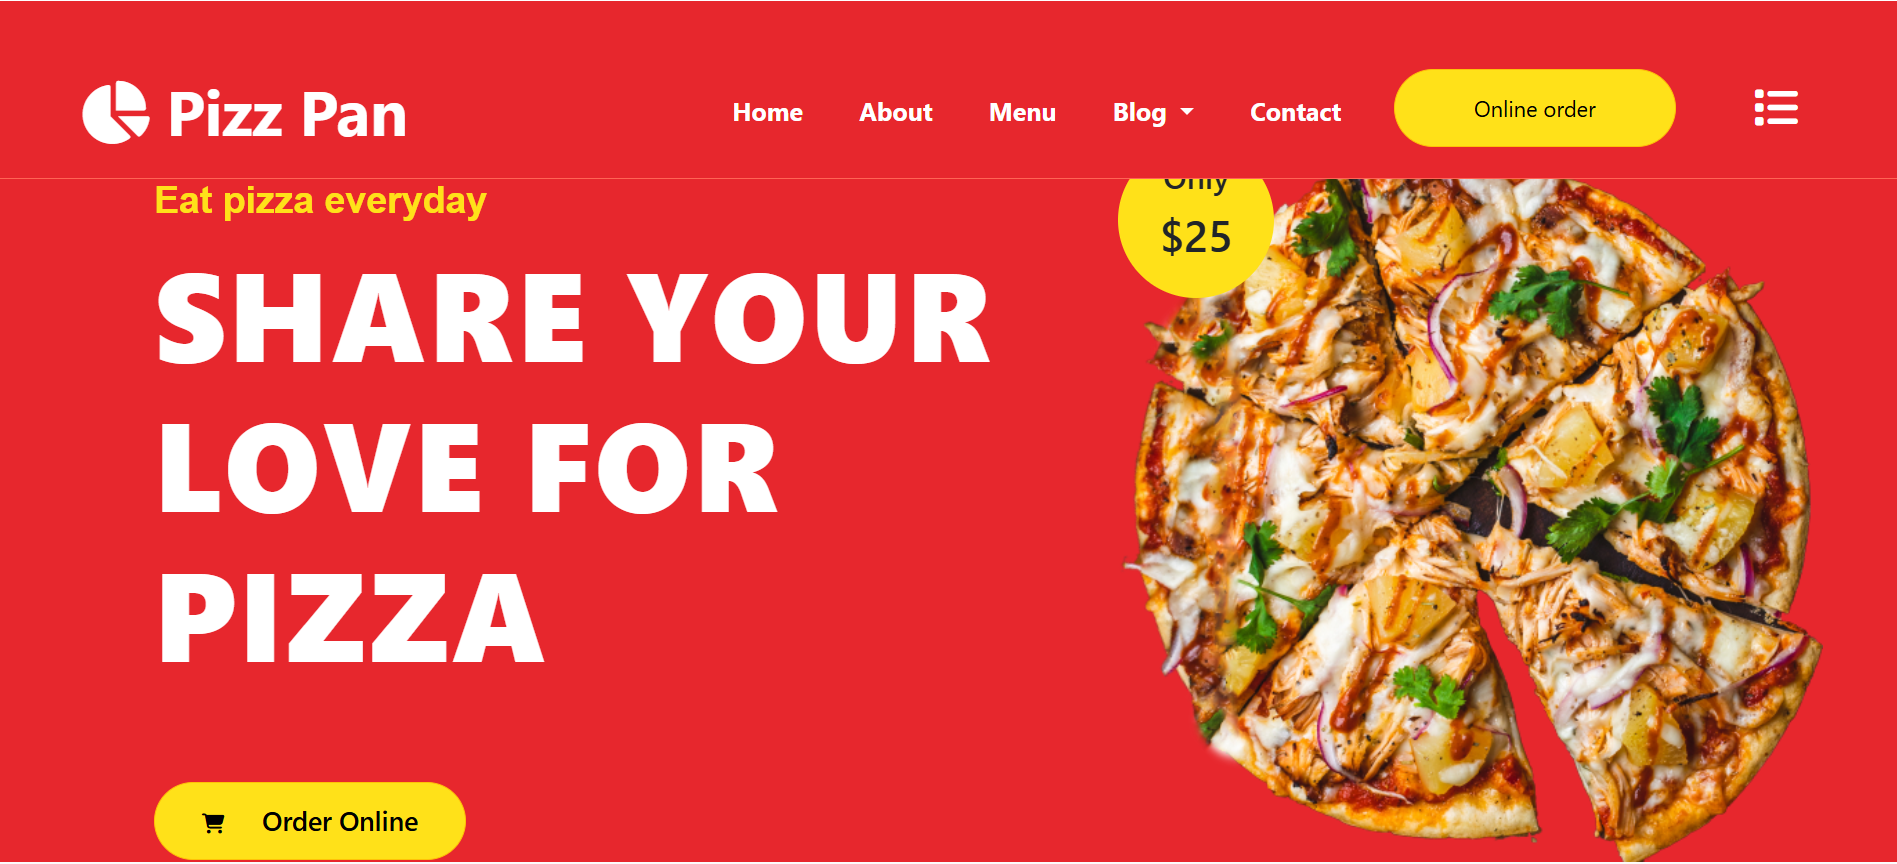 Pizz Pan
Home About Menu Blog Contact Online order
Eat pizza everyday
Only
$25
SHARE YOUR
LOVE FOR
PIZZA
Order Online